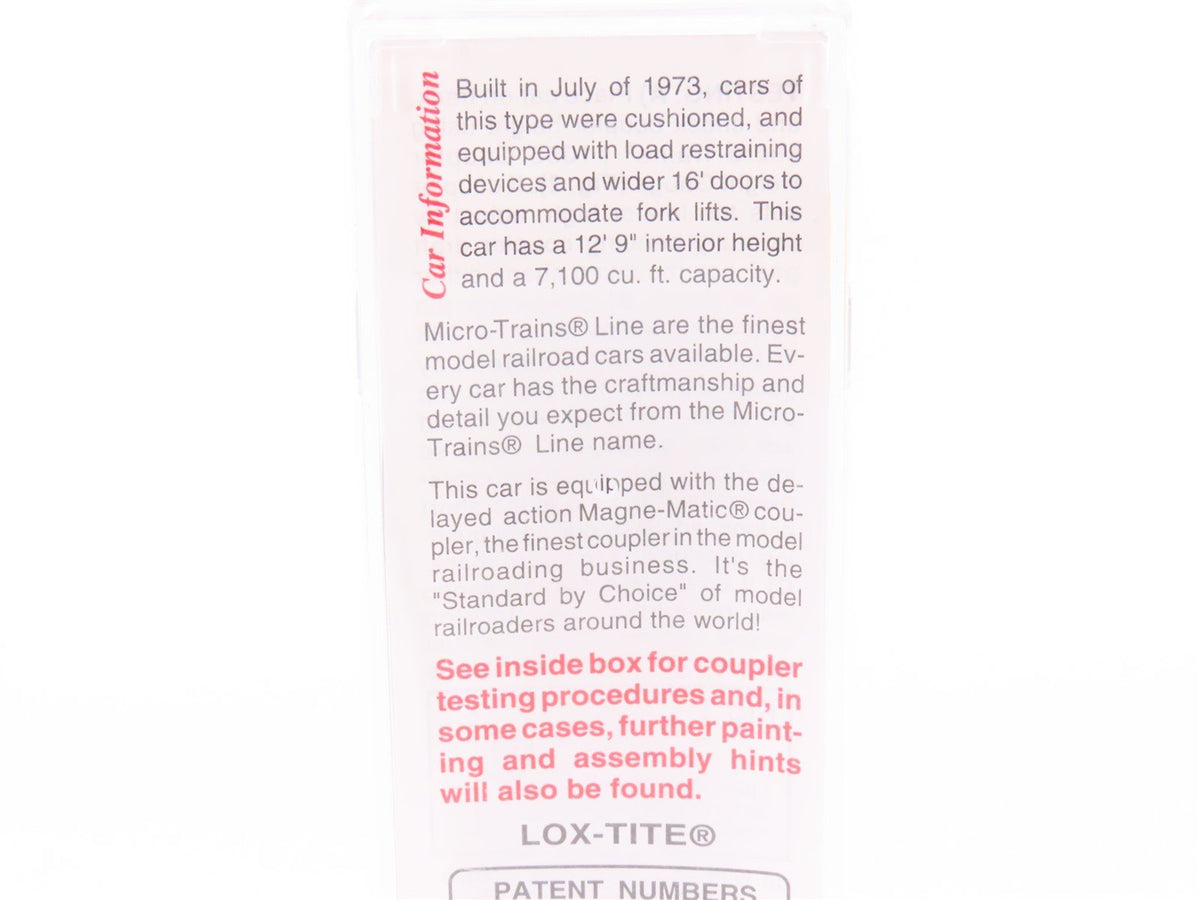 Car Information
Built in July of 1973, cars of
this type were cushioned, and
equipped with load restraining
devices and wider 16' doors to
accommodate fork lifts. This
car has a 12' 9" interior height
and a 7,100 cu. ft. capacity.
Micro-Trains® Line are the finest
model railroad cars available. Ev-
ery car has the craftmanship and
detail you expect from the Micro-
Trains® Line name.
This car is equipped with the de-
layed action Magne-Matic® cou-
pler, the finest coupler in the model
railroading business. It's the
"Standard by Choice" of model
railroaders around the world!
See inside box for coupler
testing procedures and, in
some cases, further paint-
ing and assembly hints
will also be found.
LOX-TITE®
PATENT NUMBERS